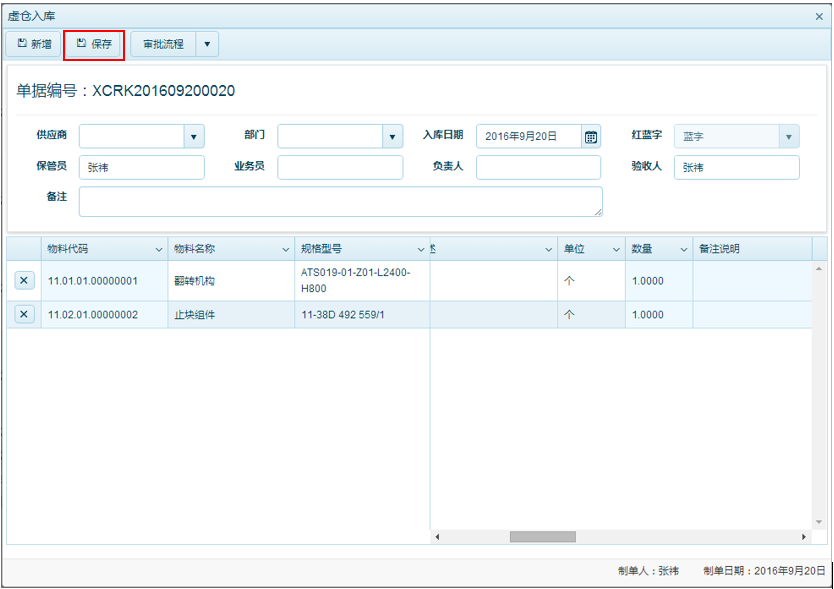 虚仓入库
新增 保存 审批流程
单据编号：XCRK201609200020
供应商 部门 入库日期 2016年9月20日 红蓝字 蓝字
保管员 张祎 业务员 负责人 验收人 张祎
备注
物料代码 物料名称 规格型号 单位 数量 备注说明
11.01.01.00000001 翻转机构 ATS019-01-Z01-L2400-H800 个 1.0000
11.02.01.00000002 止块组件 11-38D 492 559/1 个 1.0000
制单人：张祎 制单日期：2016年9月20日